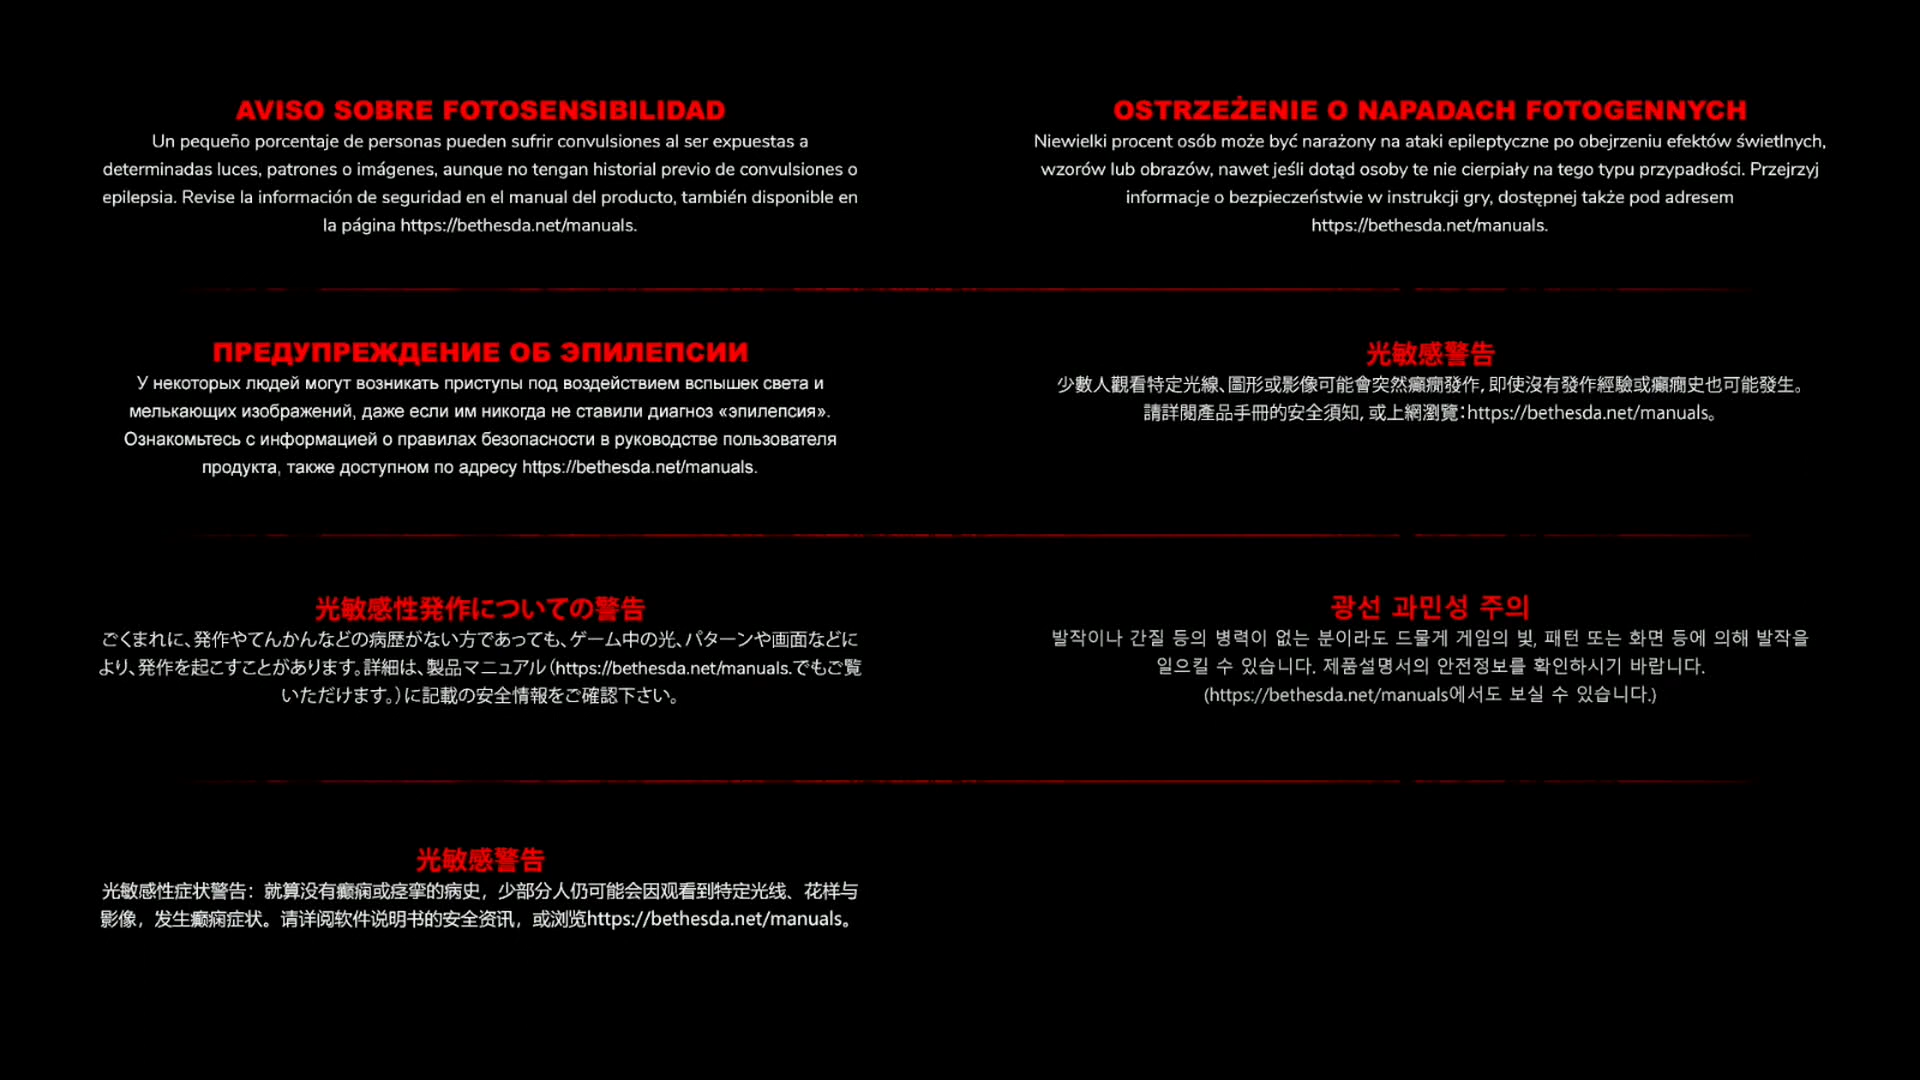 AVISO SOBRE FOTOSENSIBILIDAD
Un pequeño porcentaje de personas pueden sufrir convulsiones al ser expuestas a
determinadas luces, patrones o imágenes, aunque no tengan historial previo de convulsiones o
epilepsia. Revise la información de seguridad en el manual del producto, también disponible en
la página https://bethesda.net/manuals.
OSTRZEŻENIE O NAPADACH FOTOGENNYCH
Niewielki procent osób może być narażony na ataki epileptyczne po obejrzeniu efektów świetlnych,
wzorów lub obrazów, nawet jeśli dotąd osoby te nie cierpiały na tego typu przypadłości. Przejrzyj
informacje o bezpieczeństwie w instrukcji gry, dostępnej także pod adresem
https://bethesda.net/manuals.
ПРЕДУПРЕЖДЕНИЕ ОБ ЭПИЛЕПСИИ
У некоторых людей могут возникать приступы под воздействием вспышек света и
мелькающих изображений, даже если им никогда не ставили диагноз «эпилепсия».
Ознакомьтесь с информацией о правилах безопасности в руководстве пользователя
продукта, также доступном по адресу https://bethesda.net/manuals.
光敏感警告
少數人觀看特定光線、圖形或影像可能會突然癲癇發作, 即使沒有發作經驗或癲癇史也可能發生。
請詳閱產品手冊的安全須知, 或上網瀏覽：https://bethesda.net/manuals。
光敏感性発作についての警告
ごくまれに、発作やてんかんなどの病歴がない方であっても、ゲーム中の光、パターンや画面などに
より、発作を起こすことがあります。詳細は、製品マニュアル（https://bethesda.net/manuals.でもご覧
いただけます。）に記載の安全情報をご確認下さい。
광선 과민성 주의
발작이나 간질 등의 병력이 없는 분이라도 드물게 게임의 빛, 패턴 또는 화면 등에 의해 발작을
일으킬 수 있습니다. 제품설명서의 안전정보를 확인하시기 바랍니다.
(https://bethesda.net/manuals에서도 보실 수 있습니다.)
光敏感警告
光敏感性症状警告：就算没有癫痫或痉挛的病史，少部分人仍可能会因观看到特定光线、花样与
影像，发生癫痫症状。请详阅软件说明书的安全资讯，或浏览https://bethesda.net/manuals。